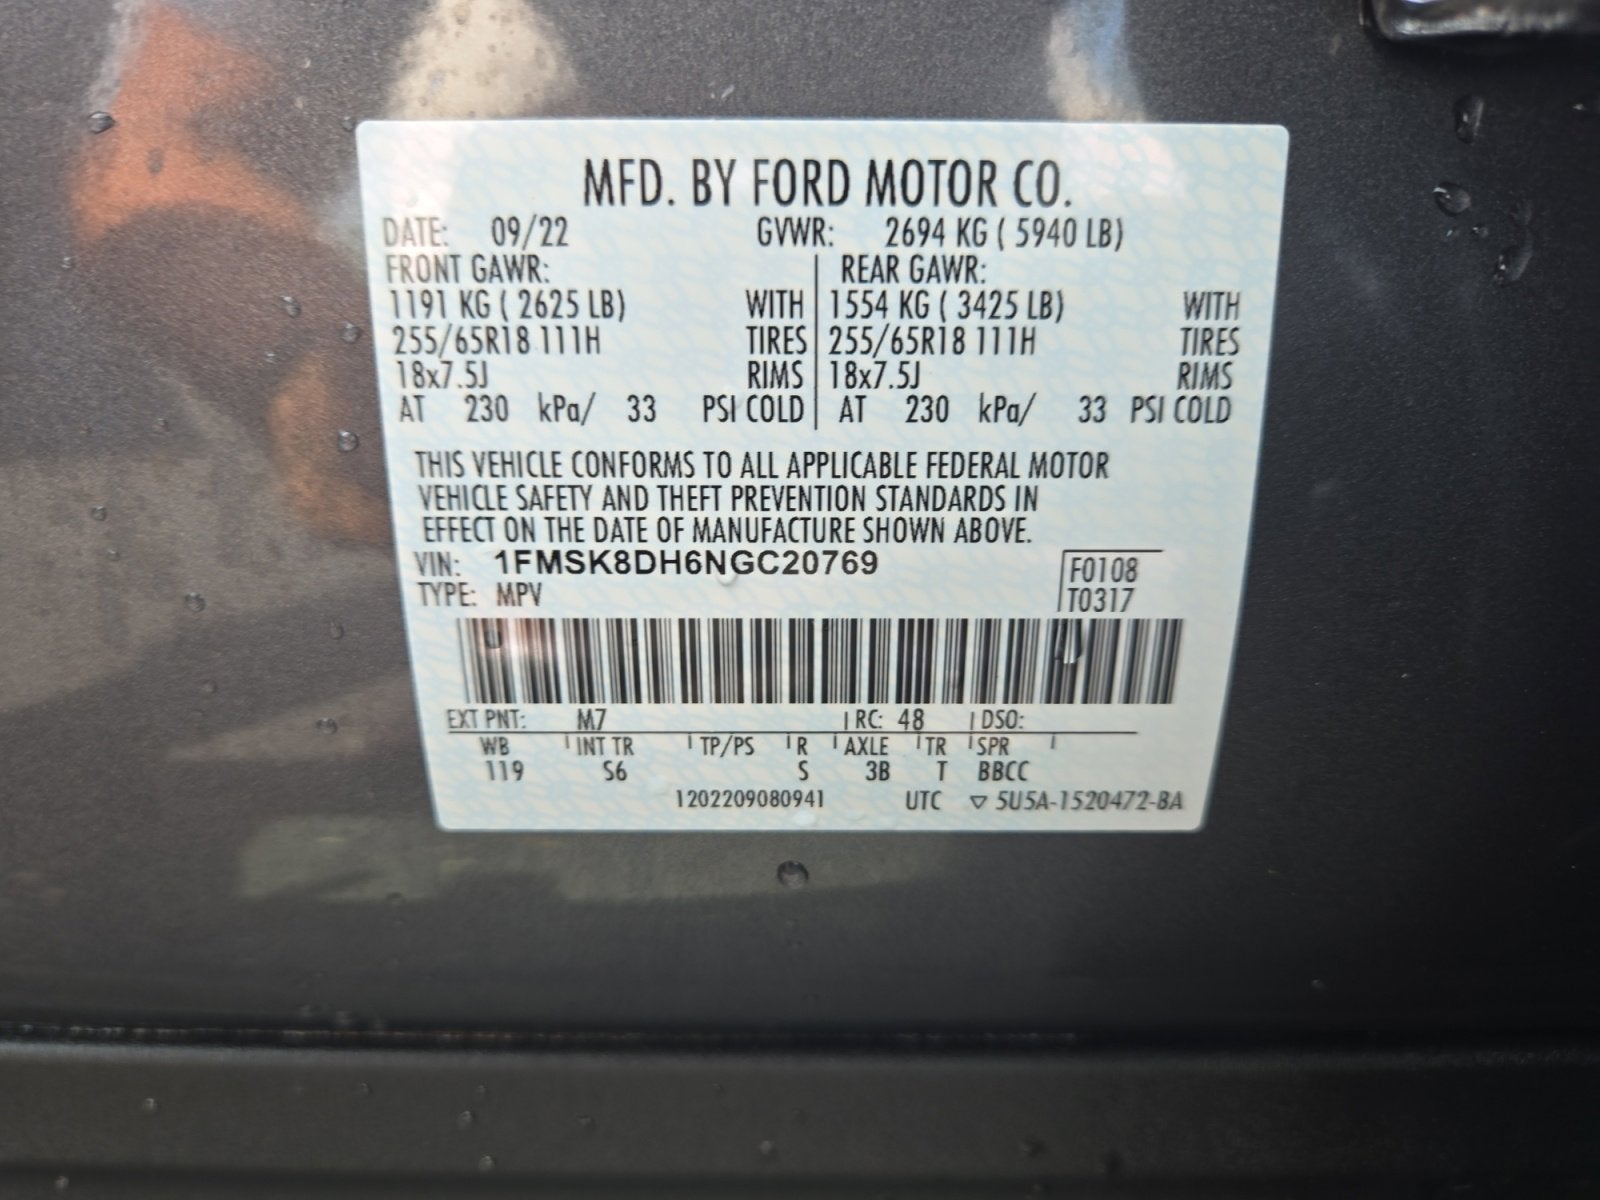 MFD. BY FORD MOTOR CO.
DATE: 09/22 GVWR: 2694 KG ( 5940 LB)
FRONT GAWR: REAR GAWR:
1191 KG ( 2625 LB) WITH 1554 KG ( 3425 LB) WITH
255/65R18 111H TIRES 255/65R18 111H TIRES
18x7.5J RIMS 18x7.5J RIMS
AT 230 kPa/ 33 PSI COLD AT 230 kPa/ 33 PSI COLD
THIS VEHICLE CONFORMS TO ALL APPLICABLE FEDERAL MOTOR
VEHICLE SAFETY AND THEFT PREVENTION STANDARDS IN
EFFECT ON THE DATE OF MANUFACTURE SHOWN ABOVE.
VIN: 1FMSK8DH6NGC20769 F0108
TYPE: MPV T0317
EXT PNT: M7 RC: 48 DSO:
WB INT TR TP/PS R AXLE TR SPR
119 S6 S 3B T BBCC
1202209080941 UTC ▽ 5U5A-1520472-BA